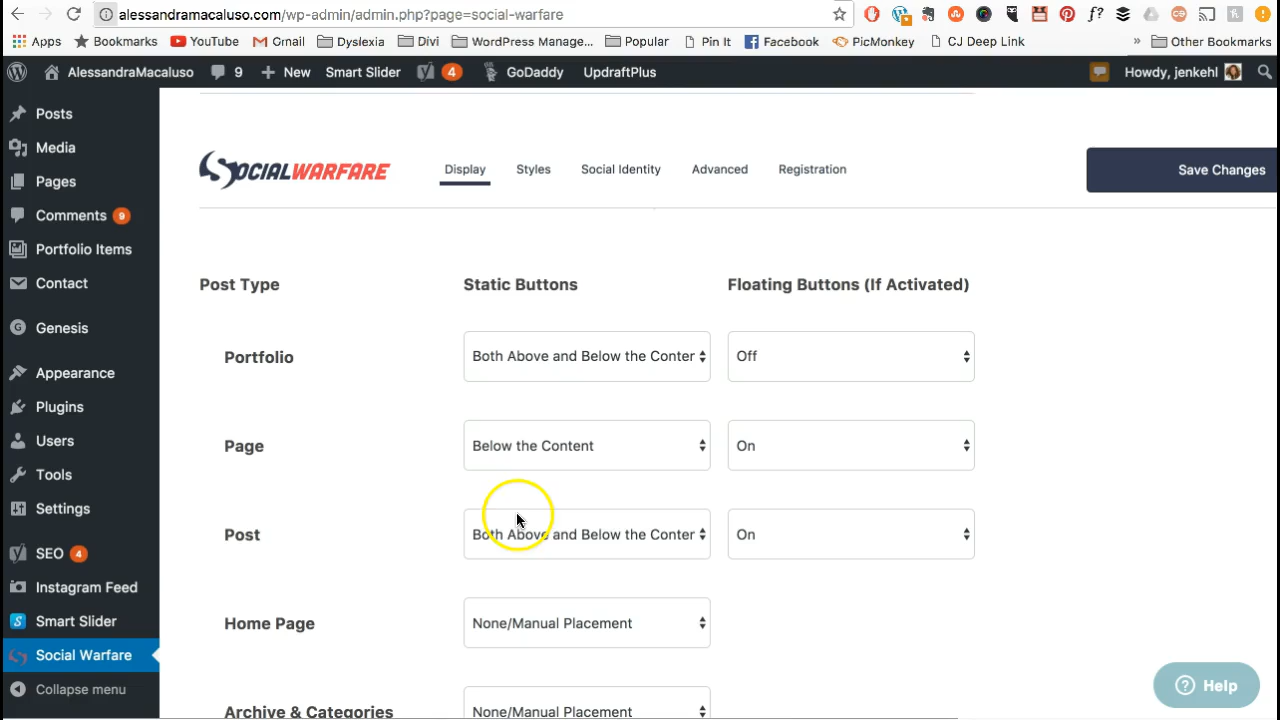 alessandramacaluso.com/wp-admin/admin.php?page=social-warfare
Apps Bookmarks YouTube Gmail Dyslexia Divi WordPress Manage... Popular Pin It Facebook PicMonkey CJ Deep Link » Other Bookmarks
AlessandraMacaluso 9 New Smart Slider 4 GoDaddy UpdraftPlus Howdy, jenkehl
Posts
Media
Pages
Comments 9
Portfolio Items
Contact
Genesis
Appearance
Plugins
Users
Tools
Settings
SEO 4
Instagram Feed
Smart Slider
Social Warfare
Collapse menu
SOCIALWARFARE Display Styles Social Identity Advanced Registration Save Changes
Post Type Static Buttons Floating Buttons (If Activated)
Portfolio Both Above and Below the Conter Off
Page Below the Content On
Post Both Above and Below the Conter On
Home Page None/Manual Placement
Archive & Categories None/Manual Placement
Help